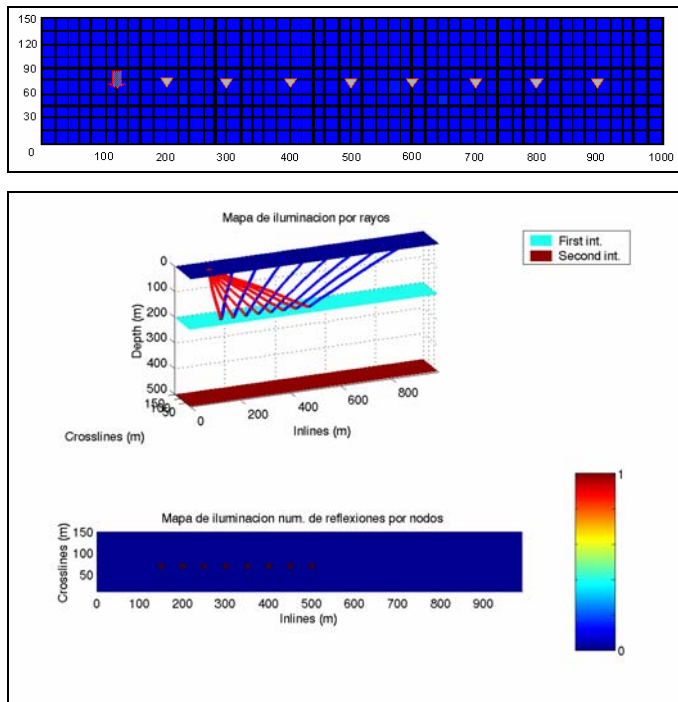 150
120
90
60
30
0
100 200 300 400 500 600 700 800 900 1000
Mapa de iluminacion por rayos
First int.
Second int.
0
100
200
300
400
500
Depth (m)
150
100
50
Crosslines (m)
0 200 400 600 800
Inlines (m)
Mapa de iluminacion num. de reflexiones por nodos
150
100
50
Crosslines (m)
0 100 200 300 400 500 600 700 800 900
Inlines (m)
1
0